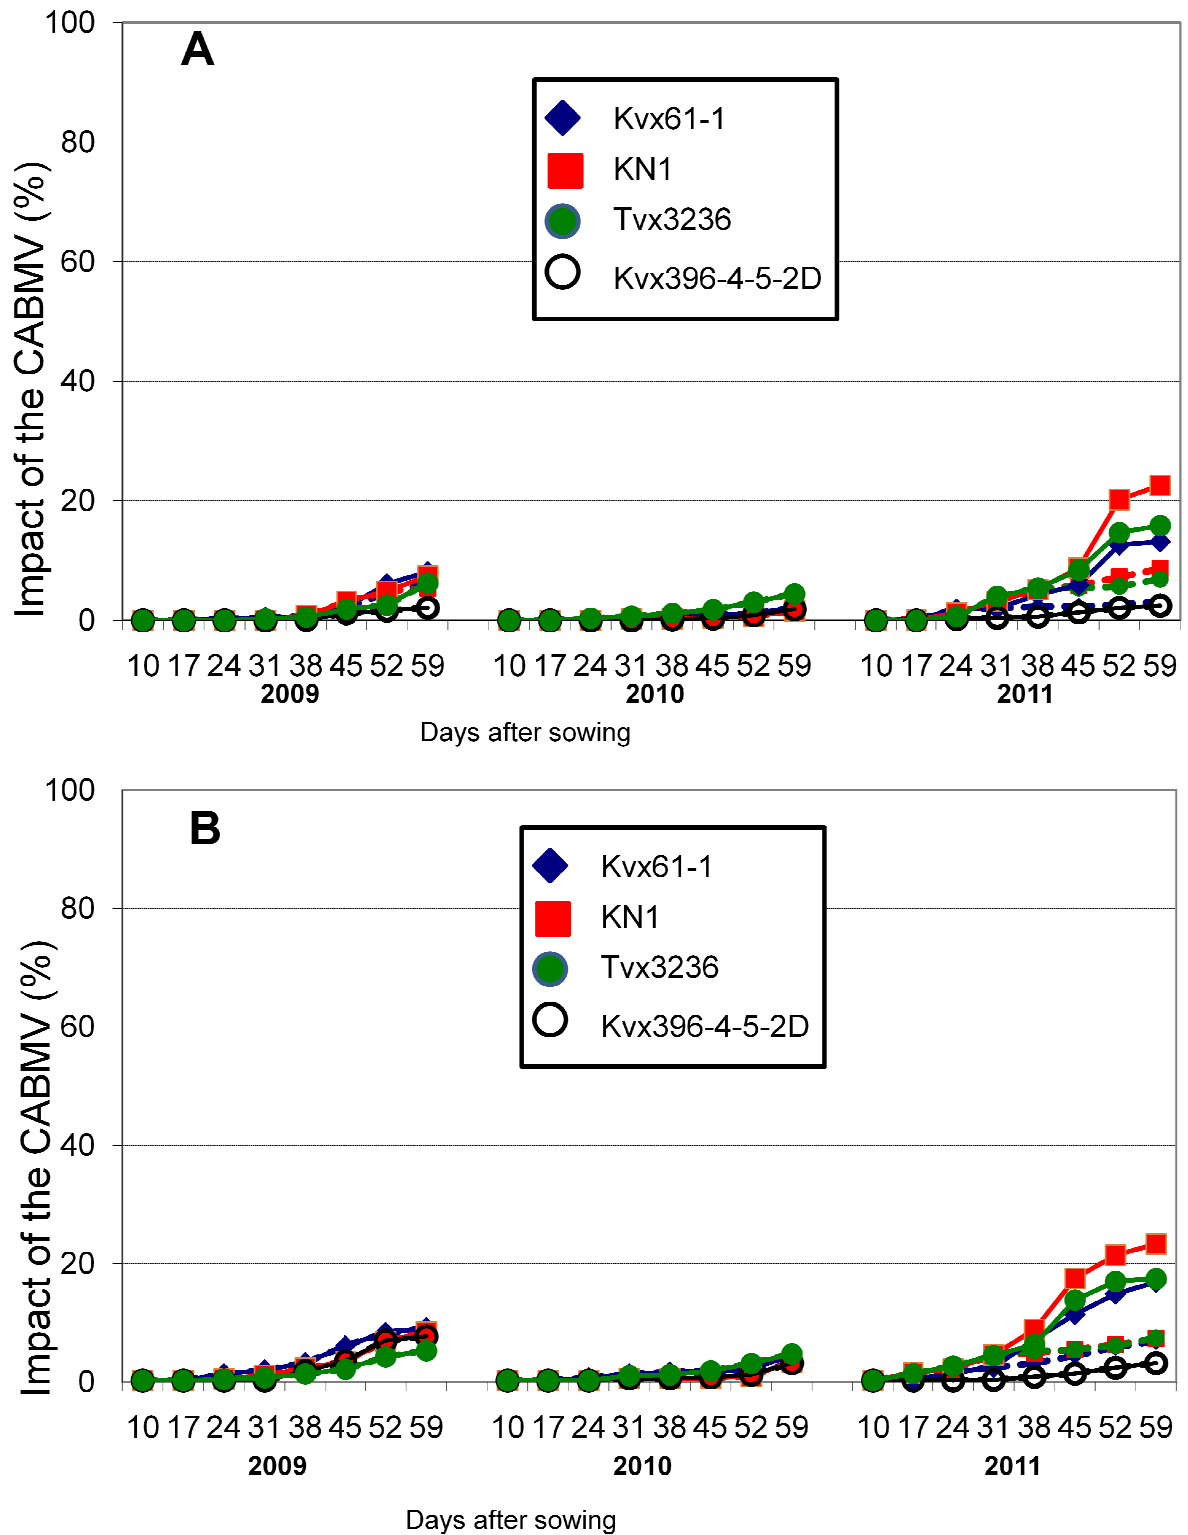 100
A
80
60
40
20
0
Impact of the CABMV (%)
Kvx61-1
KN1
Tvx3236
Kvx396-4-5-2D
10 17 24 31 38 45 52 59 10 17 24 31 38 45 52 59 10 17 24 31 38 45 52 59
2009 2010 2011
Days after sowing
100
B
80
60
40
20
0
Impact of the CABMV (%)
Kvx61-1
KN1
Tvx3236
Kvx396-4-5-2D
10 17 24 31 38 45 52 59 10 17 24 31 38 45 52 59 10 17 24 31 38 45 52 59
2009 2010 2011
Days after sowing